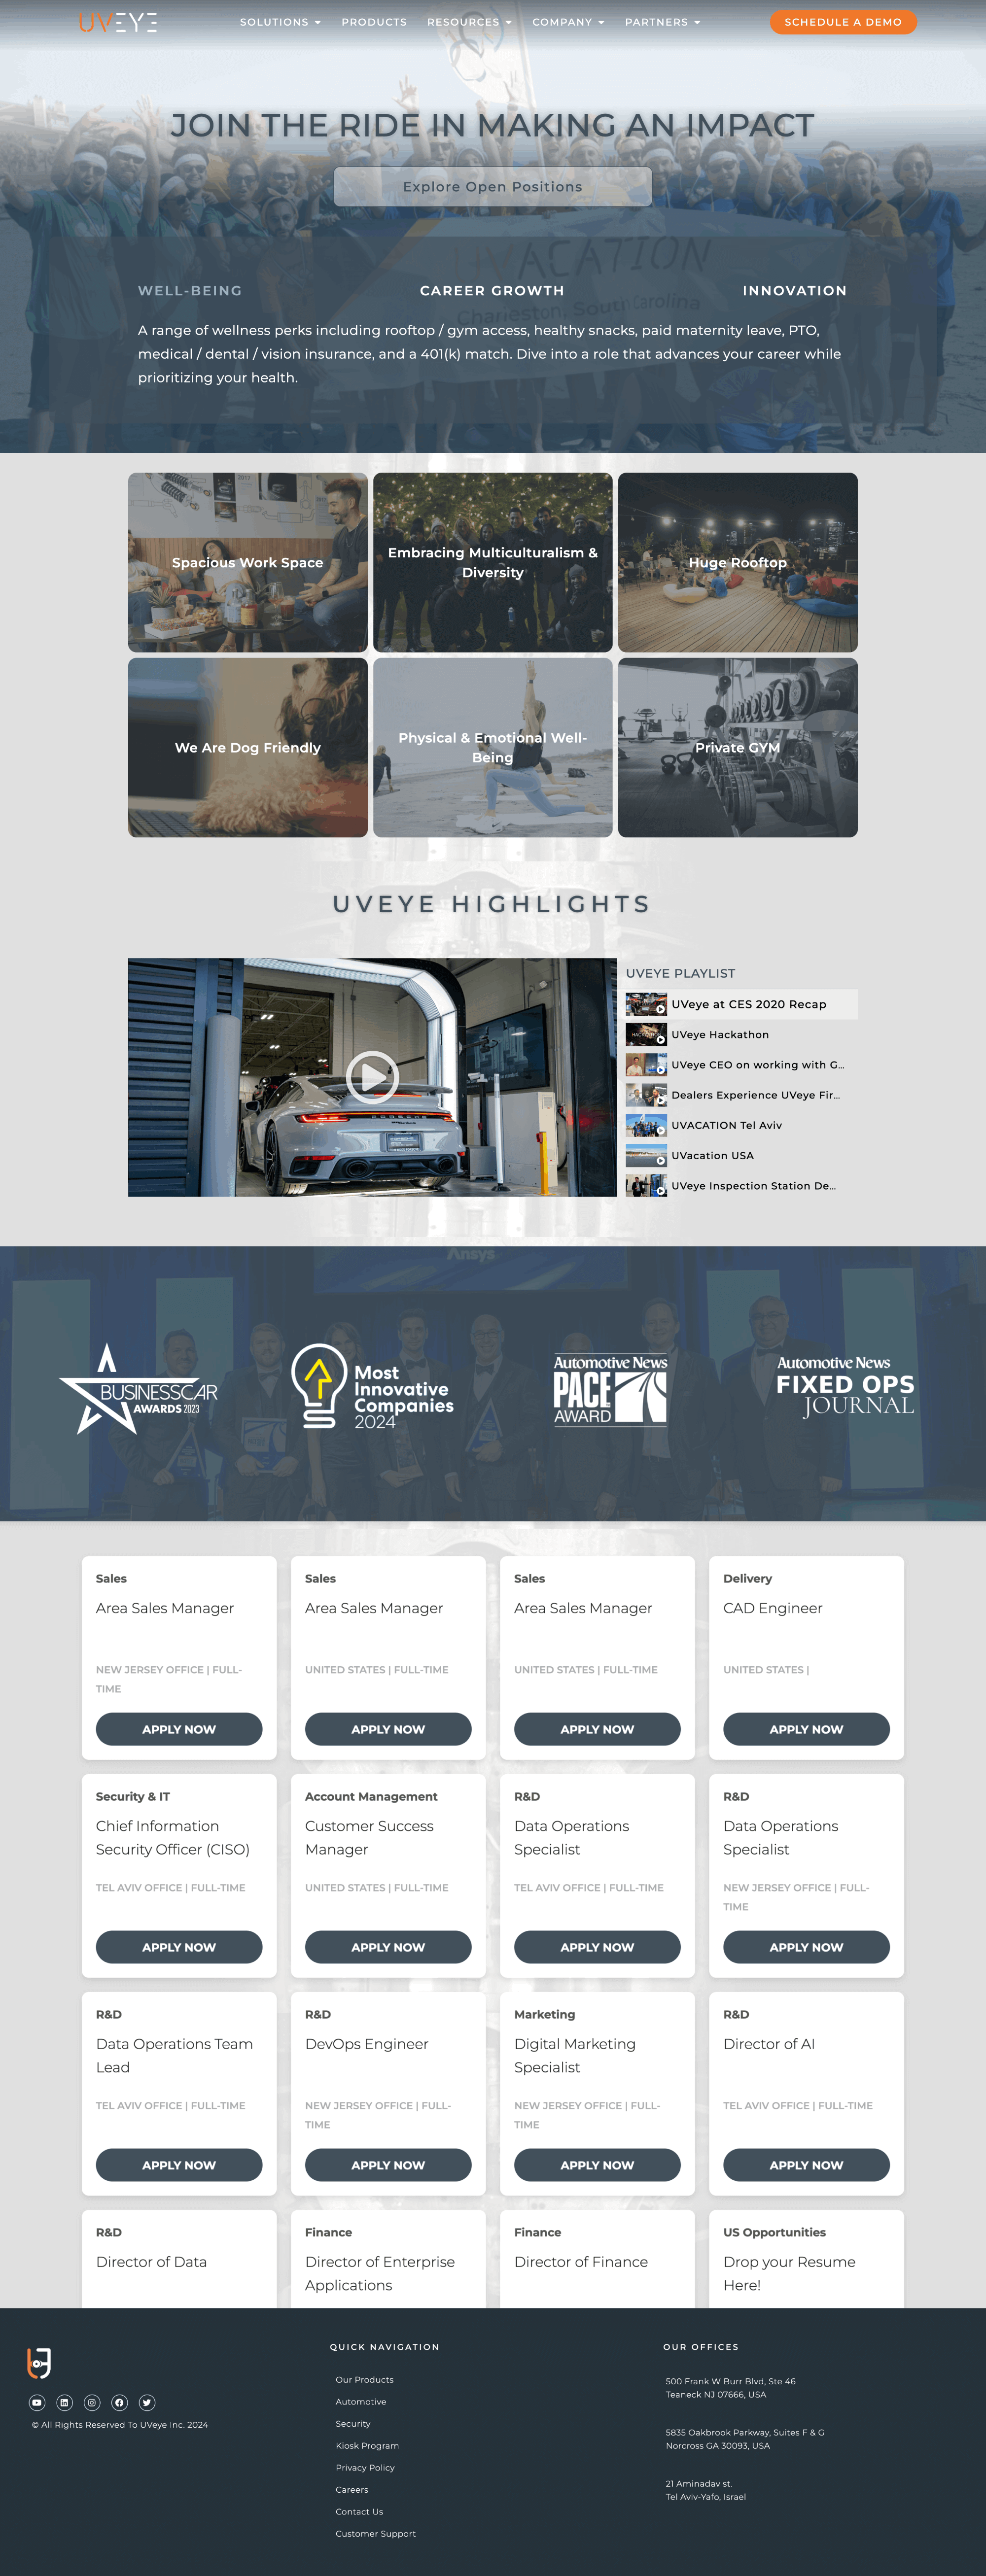 UVEYE
SOLUTIONS
PRODUCTS
RESOURCES
COMPANY
PARTNERS
SCHEDULE A DEMO
JOIN THE RIDE IN MAKING AN IMPACT
Explore Open Positions
UVACATION
Charleston, South Carolina
WELL-BEING
CAREER GROWTH
INNOVATION
A range of wellness perks including rooftop / gym access, healthy snacks, paid maternity leave, PTO,
medical / dental / vision insurance, and a 401(k) match. Dive into a role that advances your career while
prioritizing your health.
Spacious Work Space
Embracing Multiculturalism &
Diversity
Huge Rooftop
We Are Dog Friendly
Physical & Emotional Well-
Being
Private GYM
UVEYE HIGHLIGHTS
PORSCHE
UVEYE PLAYLIST
UVeye at CES 2020 Recap
UVeye Hackathon
UVeye CEO on working with G...
Dealers Experience UVeye Fir...
UVACATION Tel Aviv
UVacation USA
UVeye Inspection Station De...
Ansys
BUSINESSCAR
AWARDS 2023
Most
Innovative
Companies
2024
Automotive News
PACE
AWARD
Automotive News
FIXED OPS
JOURNAL
Sales
Area Sales Manager
NEW JERSEY OFFICE | FULL-
TIME
APPLY NOW
Sales
Area Sales Manager
UNITED STATES | FULL-TIME
APPLY NOW
Sales
Area Sales Manager
UNITED STATES | FULL-TIME
APPLY NOW
Delivery
CAD Engineer
UNITED STATES |
APPLY NOW
Security & IT
Chief Information
Security Officer (CISO)
TEL AVIV OFFICE | FULL-TIME
APPLY NOW
Account Management
Customer Success
Manager
UNITED STATES | FULL-TIME
APPLY NOW
R&D
Data Operations
Specialist
TEL AVIV OFFICE | FULL-TIME
APPLY NOW
R&D
Data Operations
Specialist
NEW JERSEY OFFICE | FULL-
TIME
APPLY NOW
R&D
Data Operations Team
Lead
TEL AVIV OFFICE | FULL-TIME
APPLY NOW
R&D
DevOps Engineer
NEW JERSEY OFFICE | FULL-
TIME
APPLY NOW
Marketing
Digital Marketing
Specialist
NEW JERSEY OFFICE | FULL-
TIME
APPLY NOW
R&D
Director of AI
TEL AVIV OFFICE | FULL-TIME
APPLY NOW
R&D
Director of Data
Finance
Director of Enterprise
Applications
Finance
Director of Finance
US Opportunities
Drop your Resume
Here!
© All Rights Reserved To UVeye Inc. 2024
QUICK NAVIGATION
Our Products
Automotive
Security
Kiosk Program
Privacy Policy
Careers
Contact Us
Customer Support
OUR OFFICES
500 Frank W Burr Blvd, Ste 46
Teaneck NJ 07666, USA
5835 Oakbrook Parkway, Suites F & G
Norcross GA 30093, USA
21 Aminadav st.
Tel Aviv-Yafo, Israel